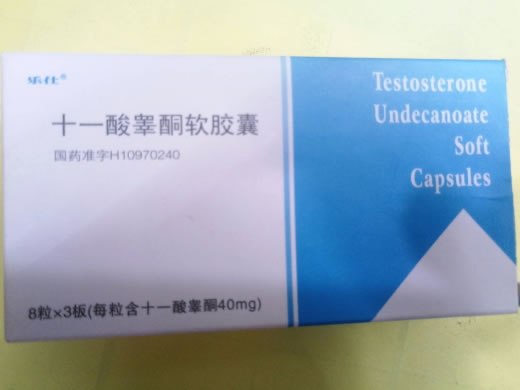 乐仕®
十一酸睾酮软胶囊
国药准字H10970240
8粒×3板(每粒含十一酸睾酮40mg)
Testosterone
Undecanoate
Soft
Capsules